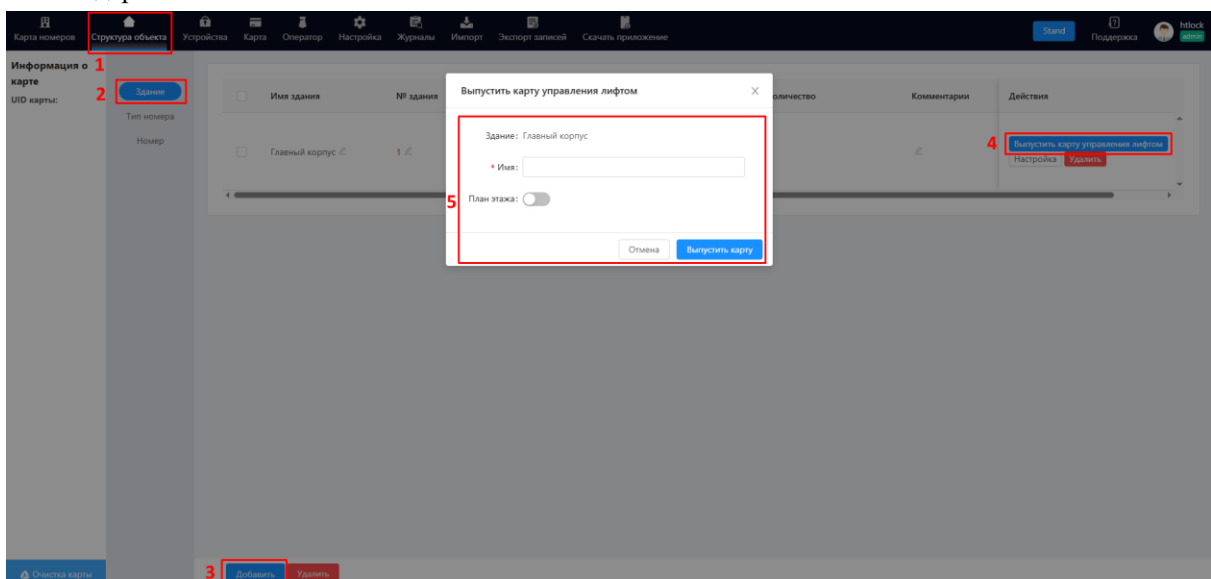 Карта номеров Структура объекта Устройства Карта Оператор Настройка Журналы Импорт Экспорт записей Скачать приложение Stand Поддержка htlock admin
Информация о карте
UID карты:
1
2 Здание
Тип номера
Номер
Имя здания № здания оличество Комментарии Действия
Главный корпус 1
4 Выпустить карту управления лифтом
Настройка Удалить
Выпустить карту управления лифтом
Здание: Главный корпус
* Имя:
5 План этажа:
Отмена Выпустить карту
Очистка карты 3 Добавить Удалить